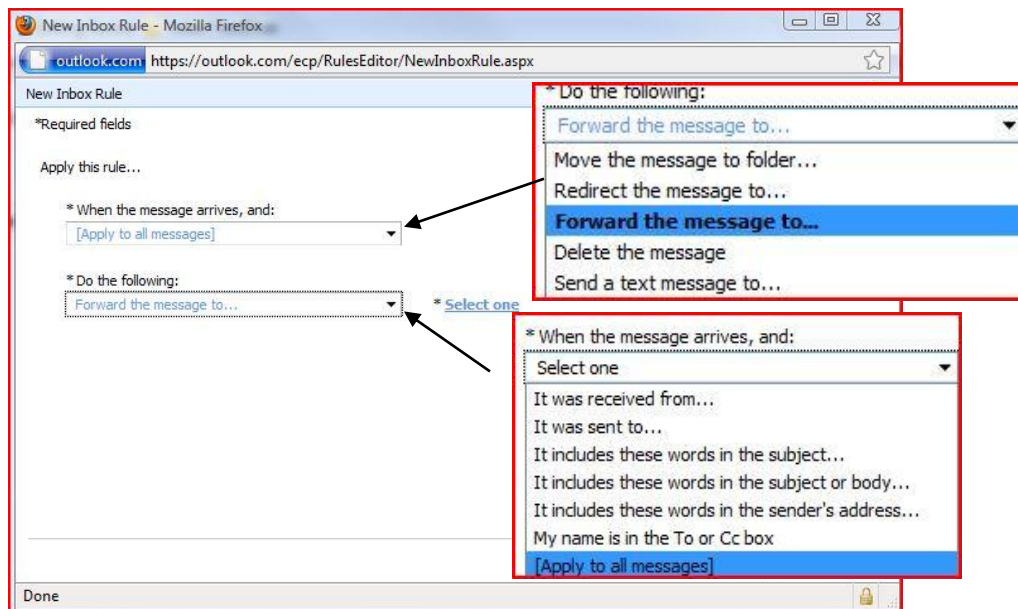 New Inbox Rule - Mozilla Firefox
outlook.com https://outlook.com/ecp/RulesEditor/NewInboxRule.aspx
New Inbox Rule
*Required fields
Apply this rule...
* When the message arrives, and:
[Apply to all messages]
* Do the following:
Forward the message to...
* Select one
* Do the following:
Forward the message to...
Move the message to folder...
Redirect the message to...
Forward the message to...
Delete the message
Send a text message to...
* When the message arrives, and:
Select one
It was received from...
It was sent to...
It includes these words in the subject...
It includes these words in the subject or body...
It includes these words in the sender's address...
My name is in the To or Cc box
[Apply to all messages]
Done